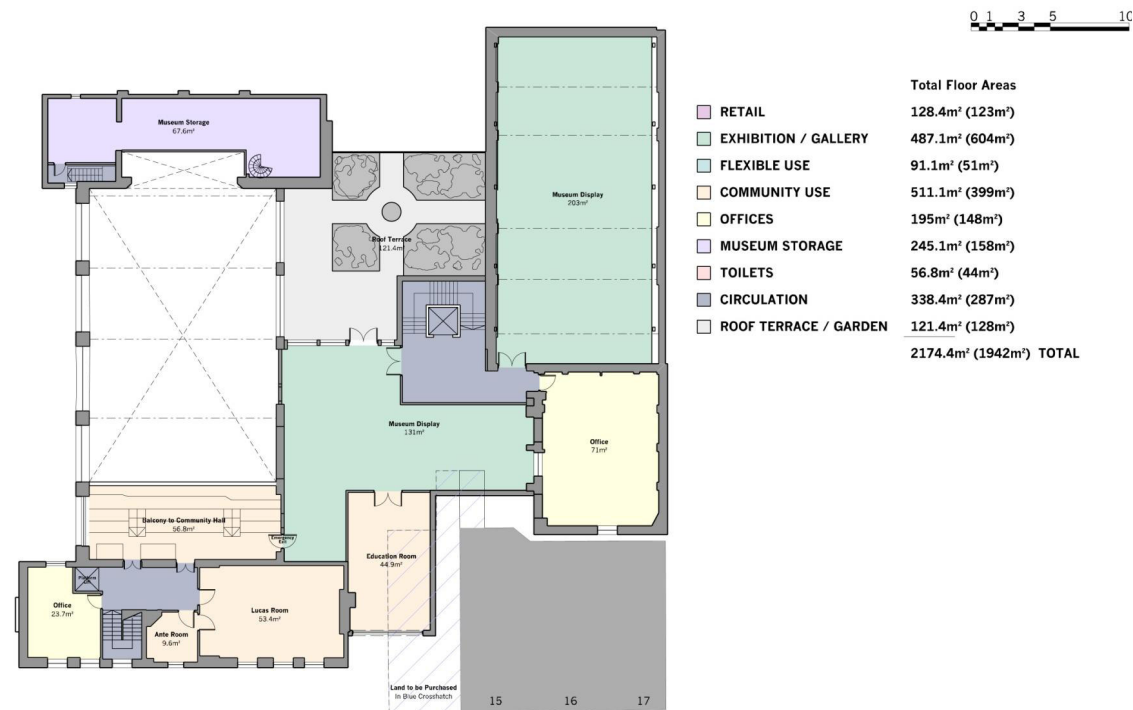 0 1 3 5 10
Total Floor Areas
RETAIL 128.4m² (123m²)
EXHIBITION / GALLERY 487.1m² (604m²)
FLEXIBLE USE 91.1m² (51m²)
COMMUNITY USE 511.1m² (399m²)
OFFICES 195m² (148m²)
MUSEUM STORAGE 245.1m² (158m²)
TOILETS 56.8m² (44m²)
CIRCULATION 338.4m² (287m²)
ROOF TERRACE / GARDEN 121.4m² (128m²)
2174.4m² (1942m²) TOTAL
Museum Storage
67.6m²
Museum Display
203m²
Roof Terrace
121.4m²
Museum Display
131m²
Office
71m²
Balcony to Community Hall
56.8m²
Emergency
Exit
Education Room
44.9m²
Platform
Lift
Office
23.7m²
Lucas Room
53.4m²
Ante Room
9.6m²
Land to be Purchased
In Blue Crosshatch
15 16 17